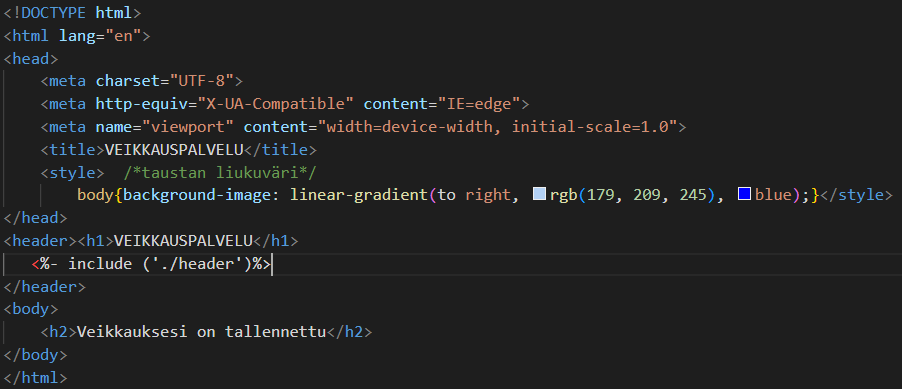 <!DOCTYPE html>
<html lang="en">
<head>
    <meta charset="UTF-8">
    <meta http-equiv="X-UA-Compatible" content="IE=edge">
    <meta name="viewport" content="width=device-width, initial-scale=1.0">
    <title>VEIKKAUSPALVELU</title>
    <style>  /*taustan liukuväri*/
        body{background-image: linear-gradient(to right, rgb(179, 209, 245), blue);}</style>
</head>
<header><h1>VEIKKAUSPALVELU</h1>
   <%- include ('./header')%>
</header>
<body>
    <h2>Veikkauksesi on tallennettu</h2>
</body>
</html>